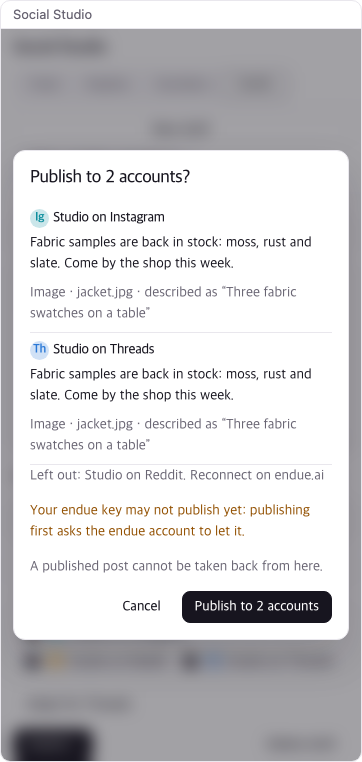 Social Studio
Publish to 2 accounts?
Ig Studio on Instagram
Fabric samples are back in stock: moss, rust and
slate. Come by the shop this week.
Image · jacket.jpg · described as "Three fabric
swatches on a table"
Th Studio on Threads
Fabric samples are back in stock: moss, rust and
slate. Come by the shop this week.
Image · jacket.jpg · described as "Three fabric
swatches on a table"
Left out: Studio on Reddit. Reconnect on endue.ai
Your endue key may not publish yet: publishing
first asks the endue account to let it.
A published post cannot be taken back from here.
Cancel Publish to 2 accounts